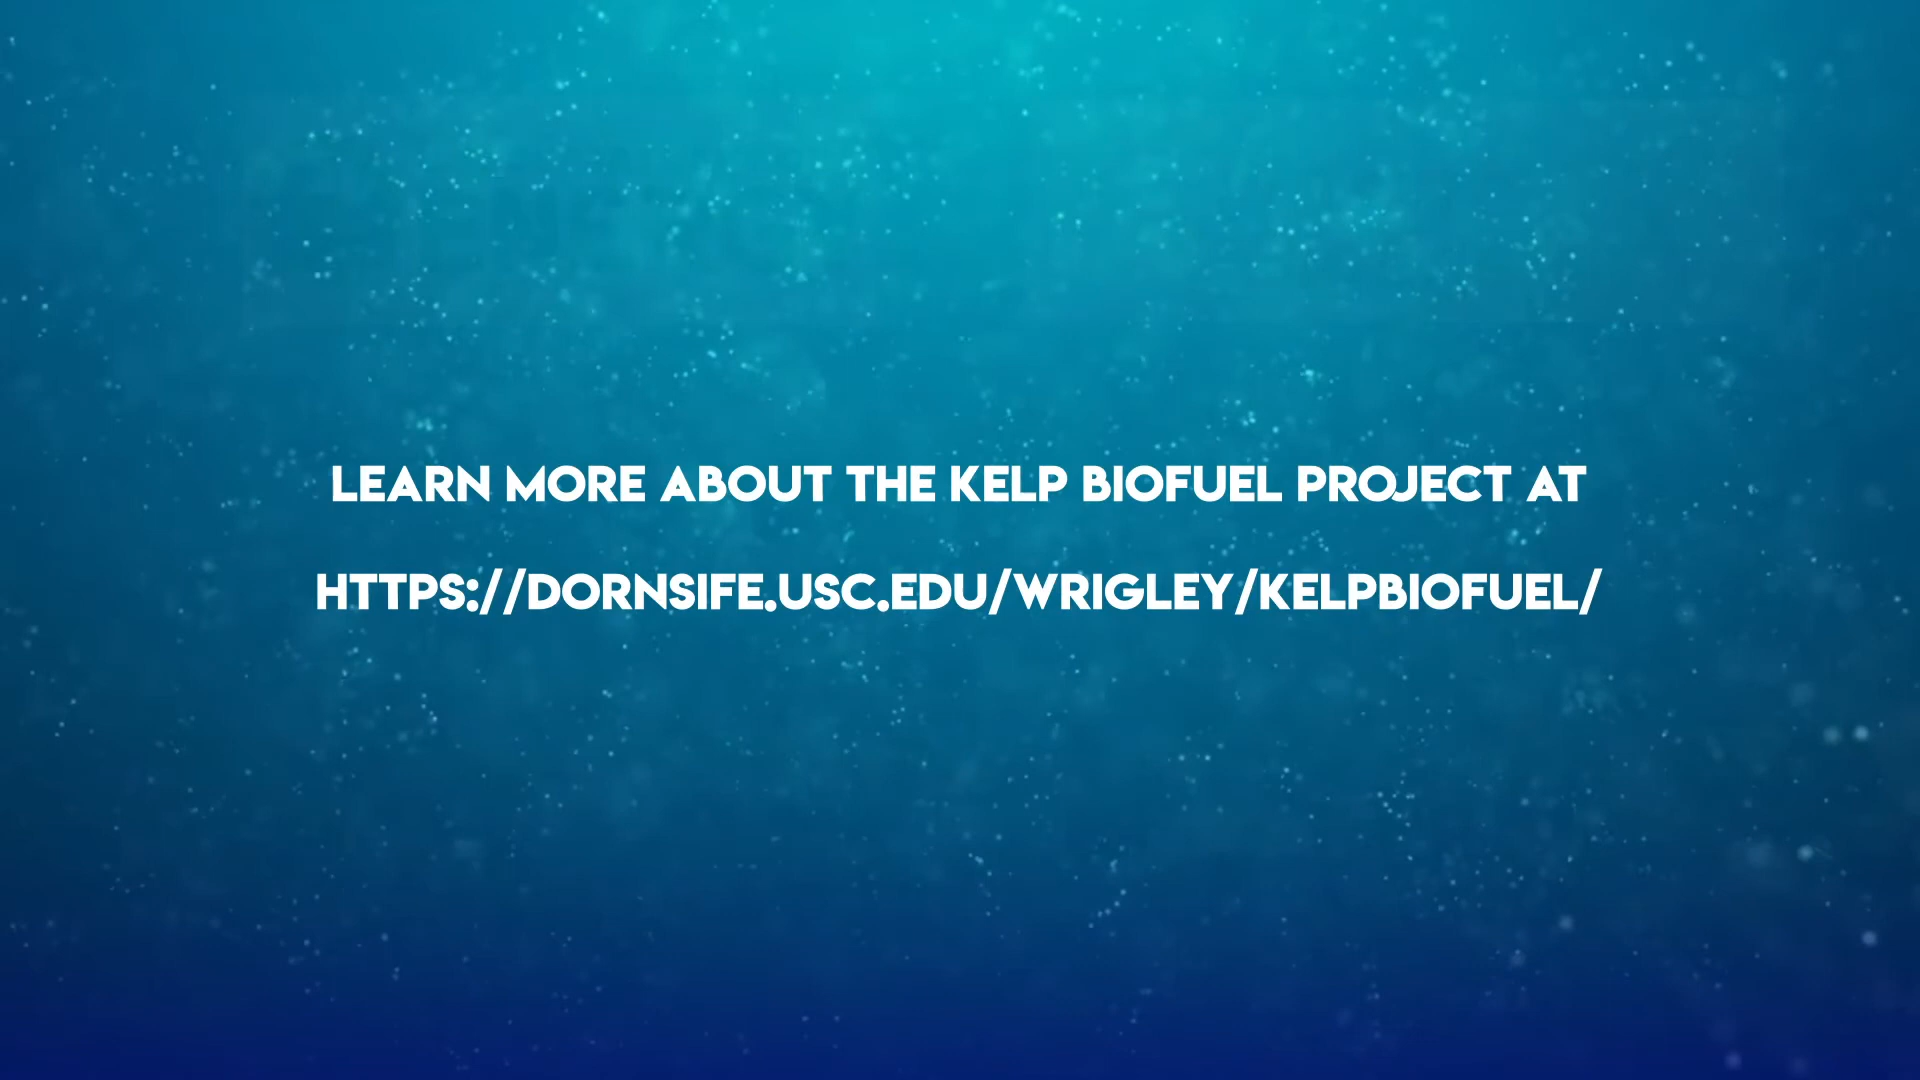 LEARN MORE ABOUT THE KELP BIOFUEL PROJECT AT
HTTPS://DORNSIFE.USC.EDU/WRIGLEY/KELPBIOFUEL/